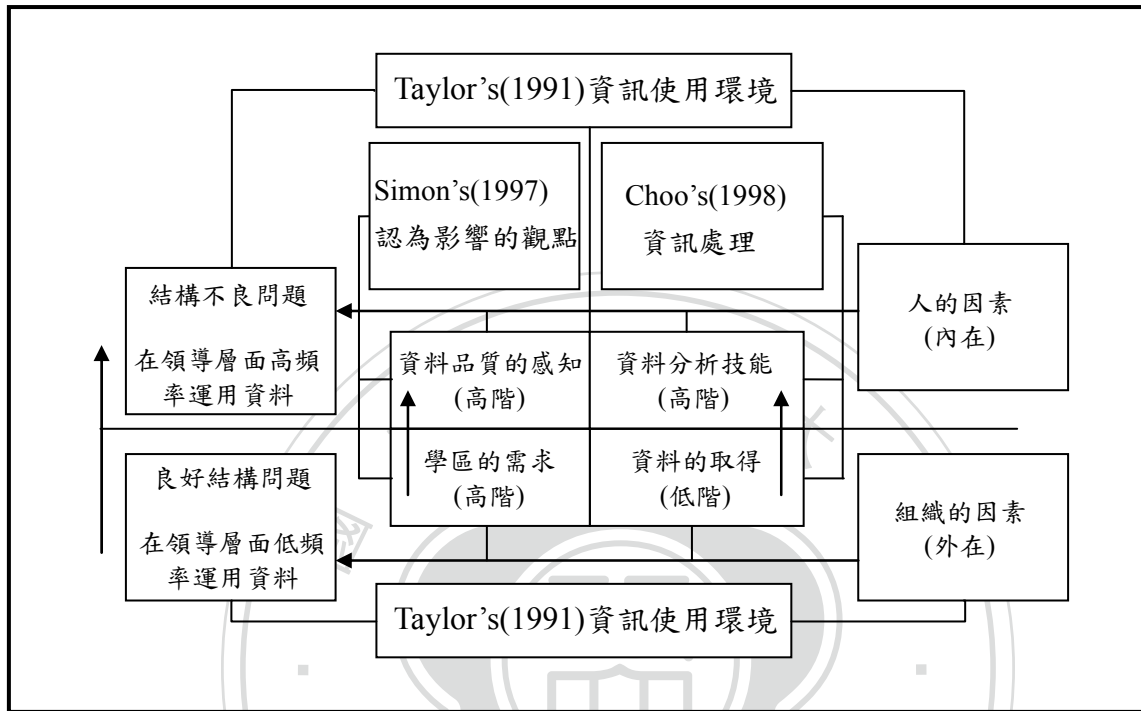 Taylor’s(1991)資訊使用環境
Simon’s(1997)
認為影響的觀點
Choo’s(1998)
資訊處理
結構不良問題
在領導層面高頻
率運用資料
人的因素
(內在)
資料品質的感知
(高階)
資料分析技能
(高階)
學區的需求
(高階)
資料的取得
(低階)
良好結構問題
在領導層面低頻
率運用資料
組織的因素
(外在)
Taylor’s(1991)資訊使用環境
大
國